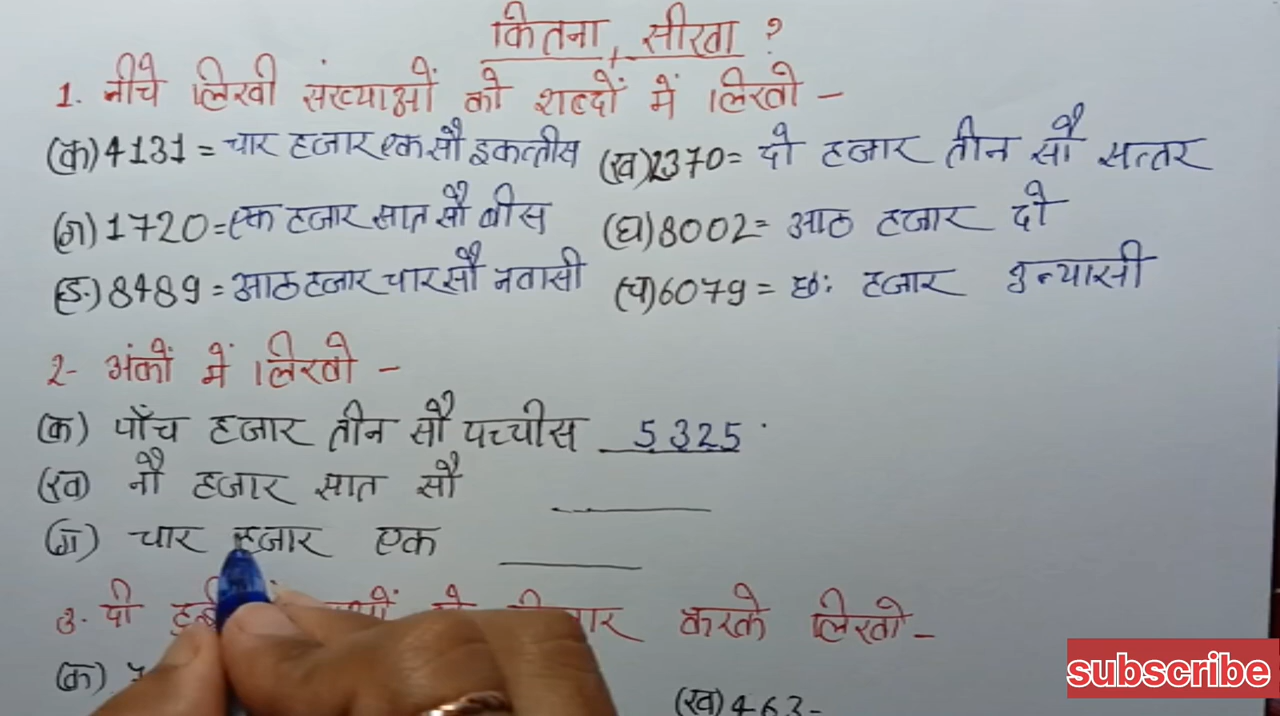 कितना सीखा ?
1. नीचे लिखी संख्याओं को शब्दों में लिखो -
(क) 4131 = चार हजार एक सौ इकत्तीस (ख) 2370 = दो हजार तीन सौ सत्तर
(ग) 1720 = एक हजार सात सौ बीस (घ) 8002 = आठ हजार दो
(ङ) 8489 = आठ हजार चार सौ नवासी (च) 6079 = छः हजार उन्यासी
2- अंकों में लिखो -
(क) पाँच हजार तीन सौ पच्चीस 5325
(ख) नौ हजार सात सौ
(ग) चार हजार एक
3. दी करके लिखो -
(क)
(ख) 463-
subscribe